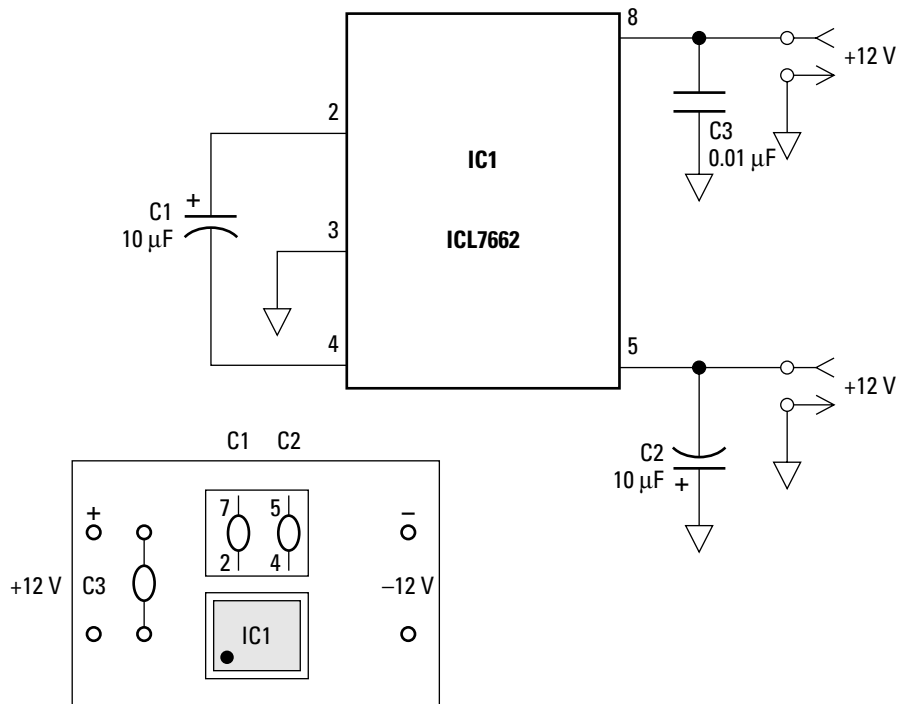 8
+12 V
2
C3
0.01 µF
IC1
C1 +
10 µF
3
ICL7662
4
5
+12 V
C2
10 µF +
C1 C2
+
7 5
–
2 4
+12 V
C3
–12 V
IC1